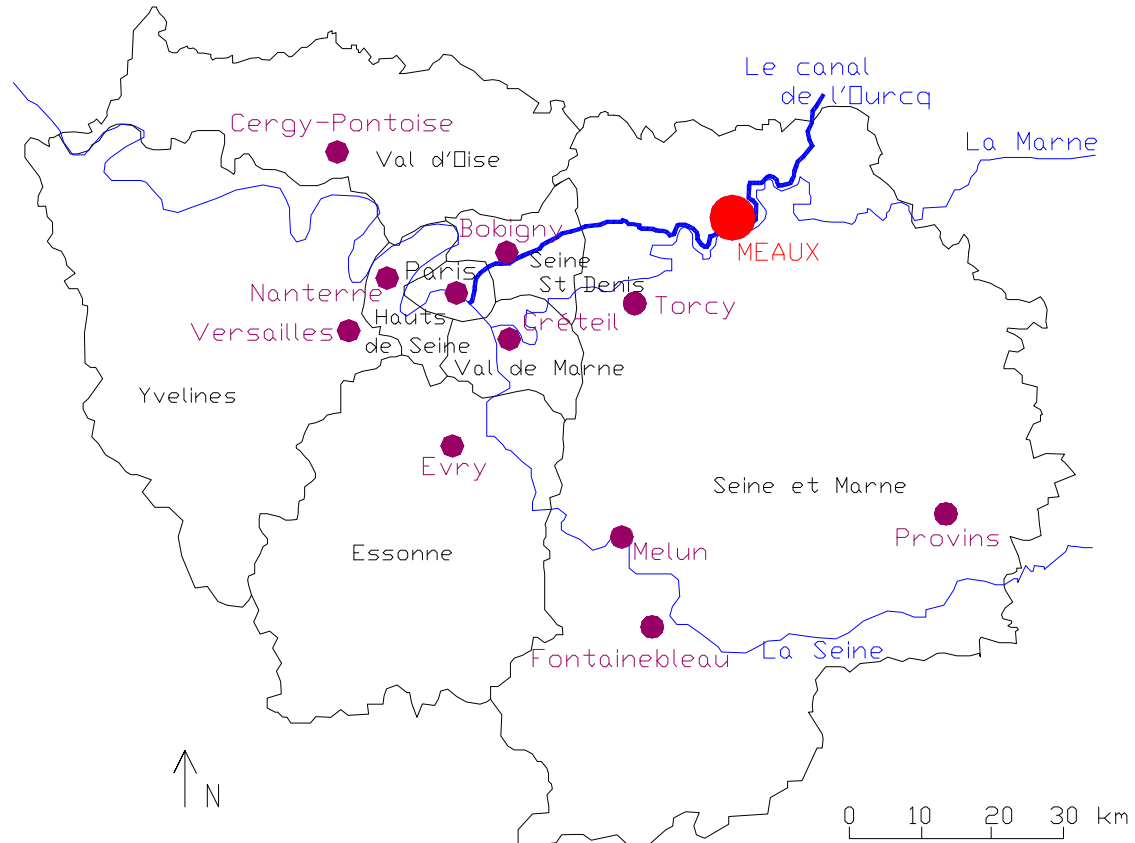 Le canal
de l'Ourcq
La Marne
Cergy-Pontoise
Val d'Oise
Bobigny
MEAUX
Seine
St Denis
Paris
Nanterre
Torcy
Hauts
de Seine
Créteil
Versailles
Val de Marne
Yvelines
Evry
Seine et Marne
Provins
Essonne
Melun
Fontainebleau
La Seine
N
0 10 20 30 km